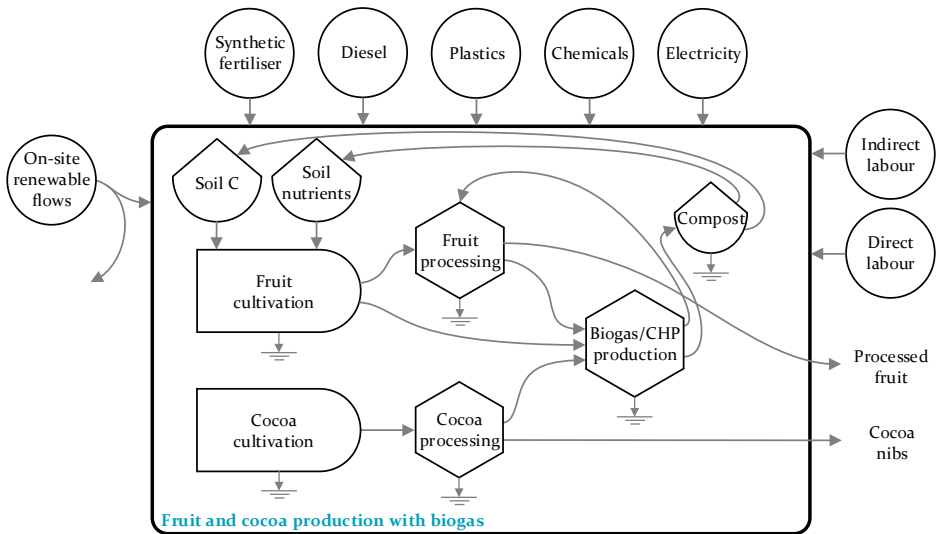 Synthetic
fertiliser
Diesel
Plastics
Chemicals
Electricity
On-site
renewable
flows
Indirect
labour
Direct
labour
Soil C
Soil
nutrients
Compost
Fruit
cultivation
Fruit
processing
Biogas/CHP
production
Cocoa
cultivation
Cocoa
processing
Processed
fruit
Cocoa
nibs
Fruit and cocoa production with biogas